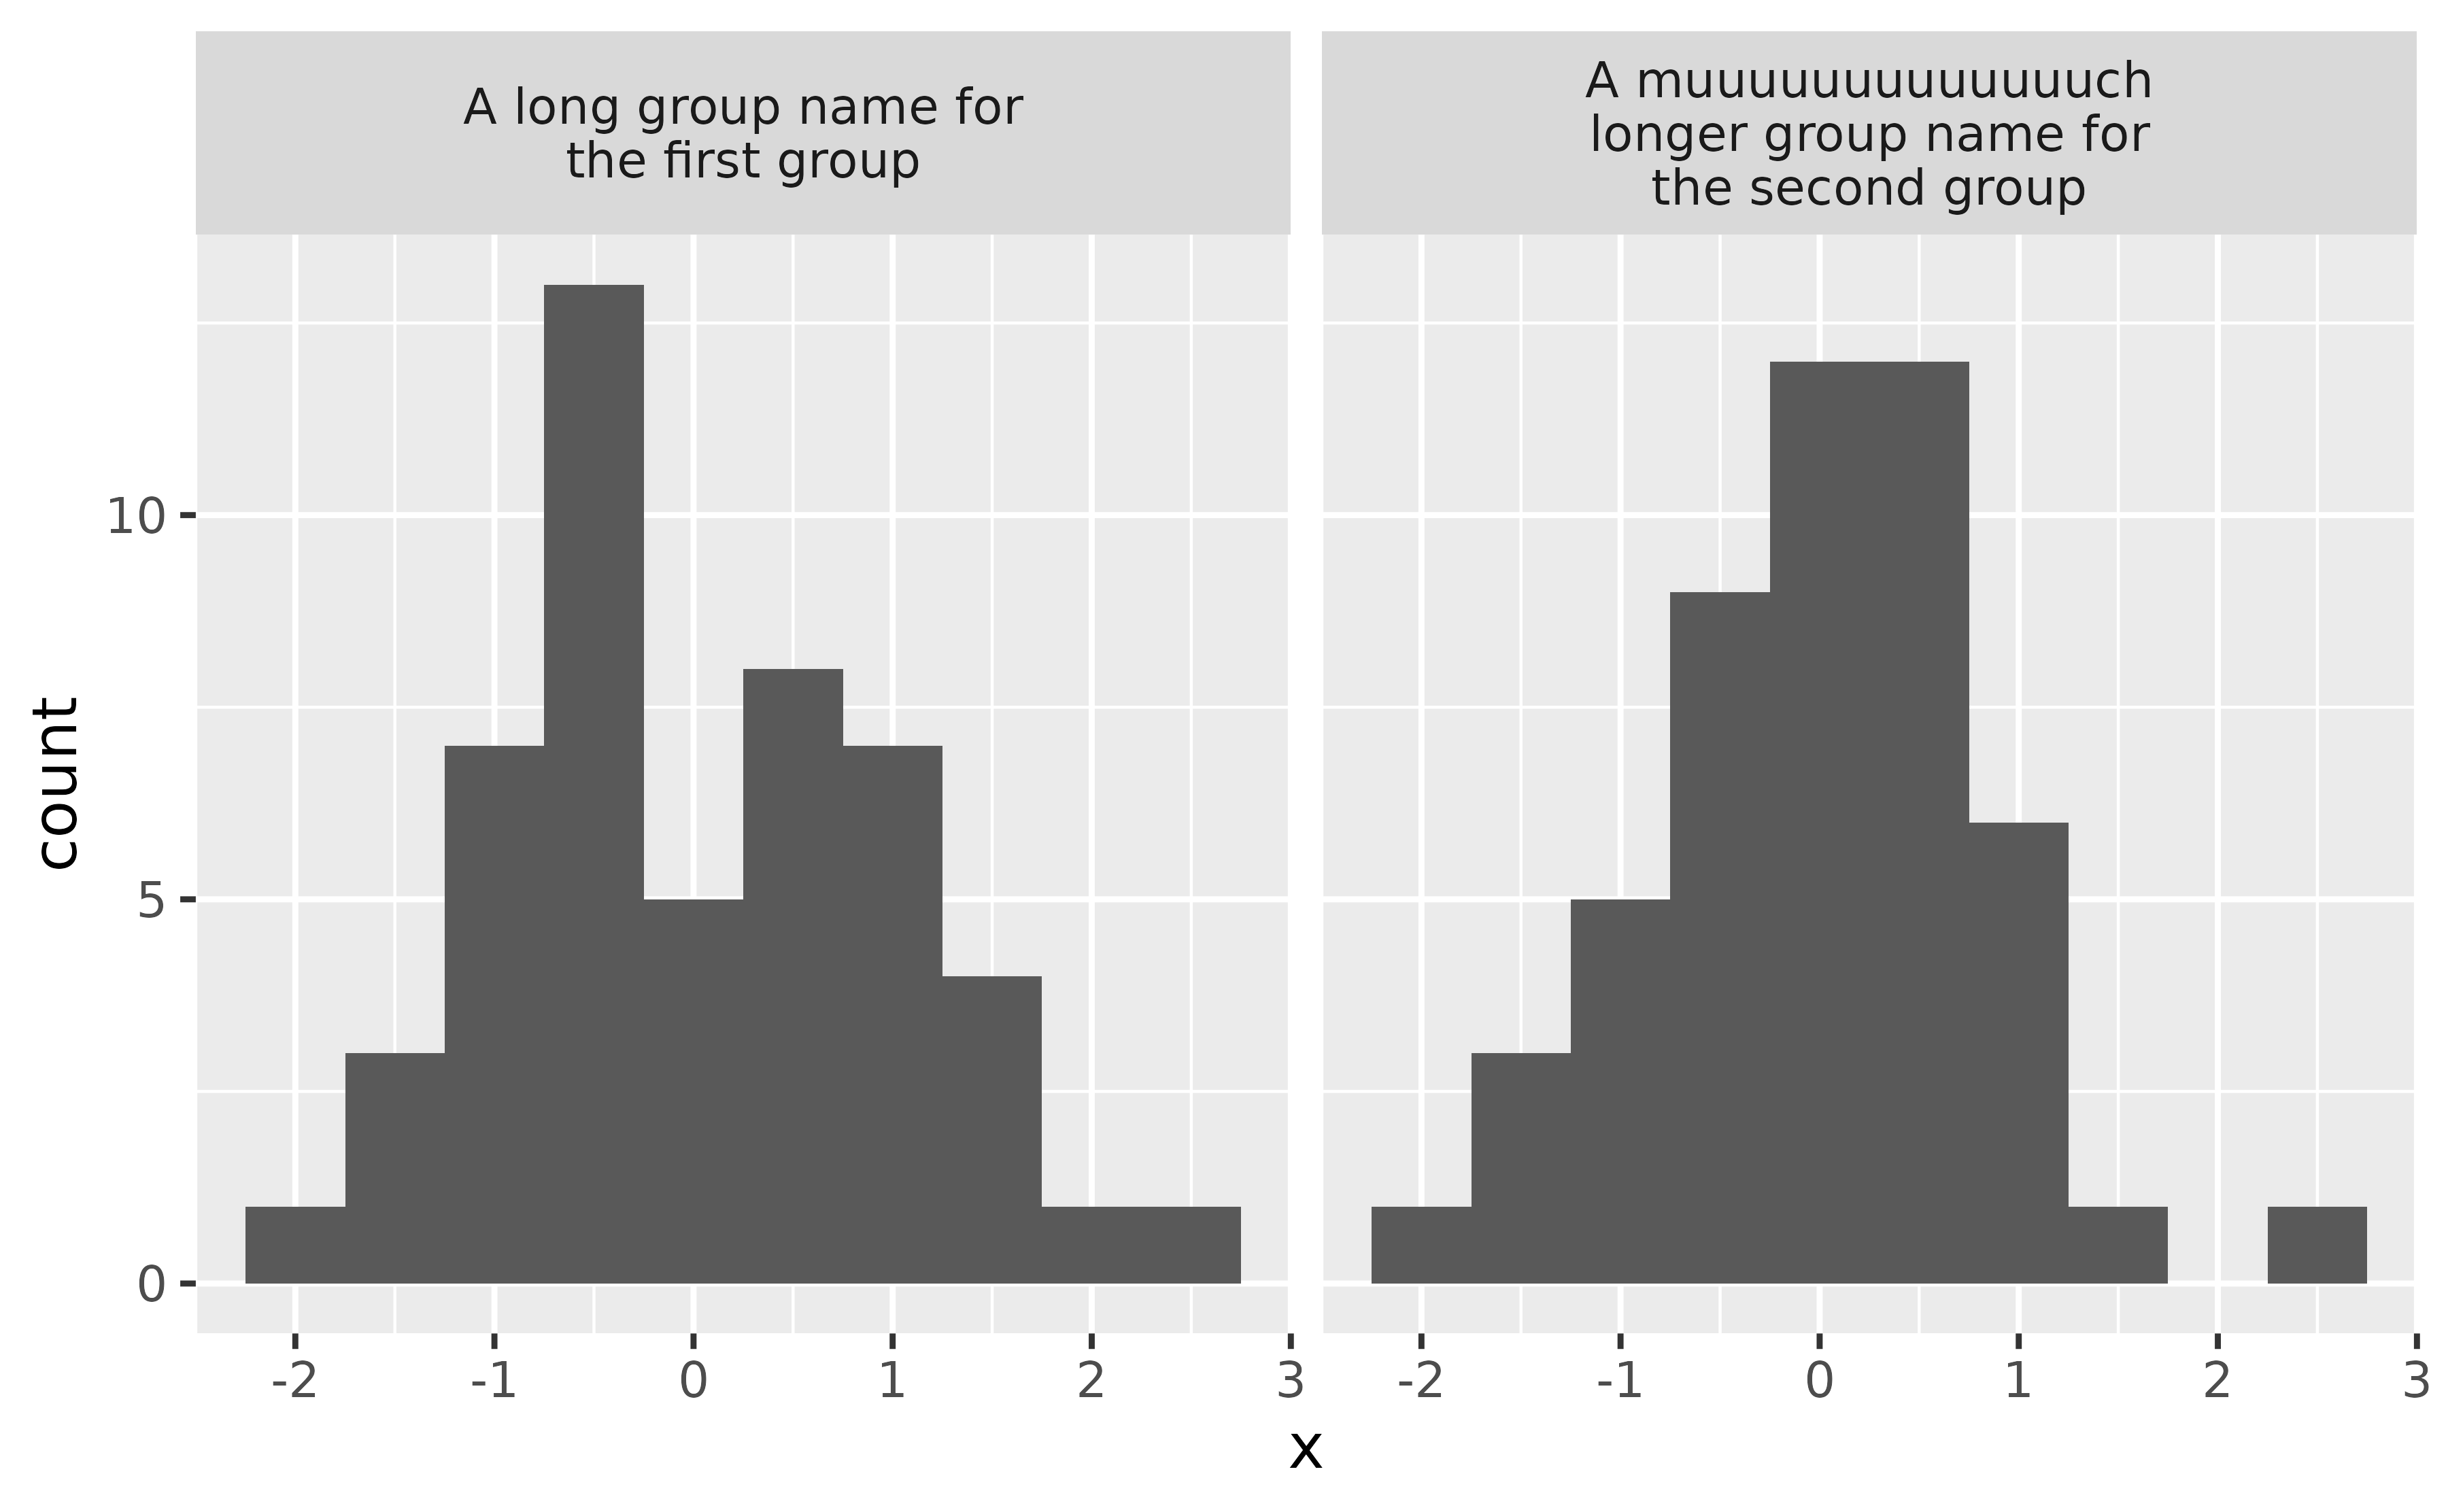 A long group name for
the first group
A muuuuuuuuuuuuuch
longer group name for
the second group
count
10
5
0
-2 -1 0 1 2 3
-2 -1 0 1 2 3
x